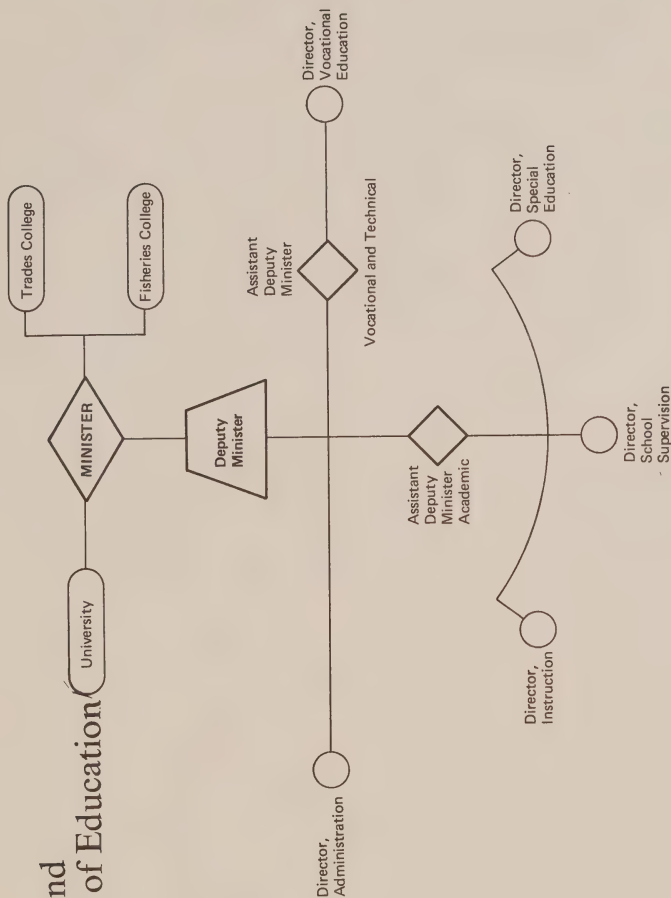 nd
of Education
Trades College
University
MINISTER
Fisheries College
Deputy
Minister
Director,
Administration
Assistant
Deputy
Minister
Vocational and Technical
Director,
Vocational
Education
Assistant
Deputy
Minister
Academic
Director,
Instruction
Director,
School
Supervision
Director,
Special
Education